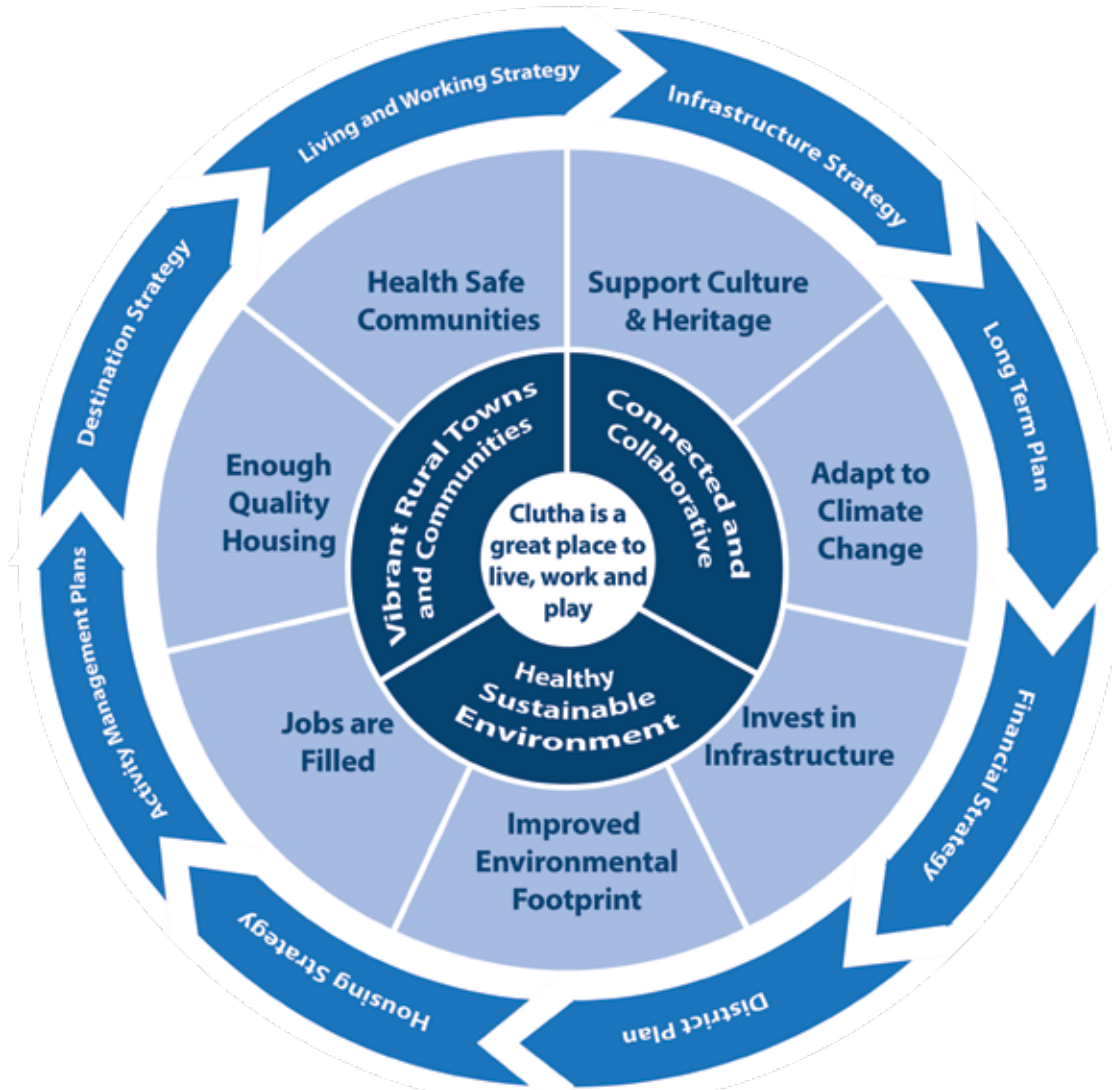 Living and Working Strategy
Infrastructure Strategy
Long Term Plan
Financial Strategy
District Plan
Housing Strategy
Activity Management Plans
Destination Strategy
Health Safe
Communities
Support Culture
& Heritage
Adapt to
Climate
Change
Invest in
Infrastructure
Improved
Environmental
Footprint
Jobs are
Filled
Enough
Quality
Housing
Vibrant Rural Towns
and Communities
Connected and
Collaborative
Healthy
Sustainable
Environment
Clutha is a
great place to
live, work and
play